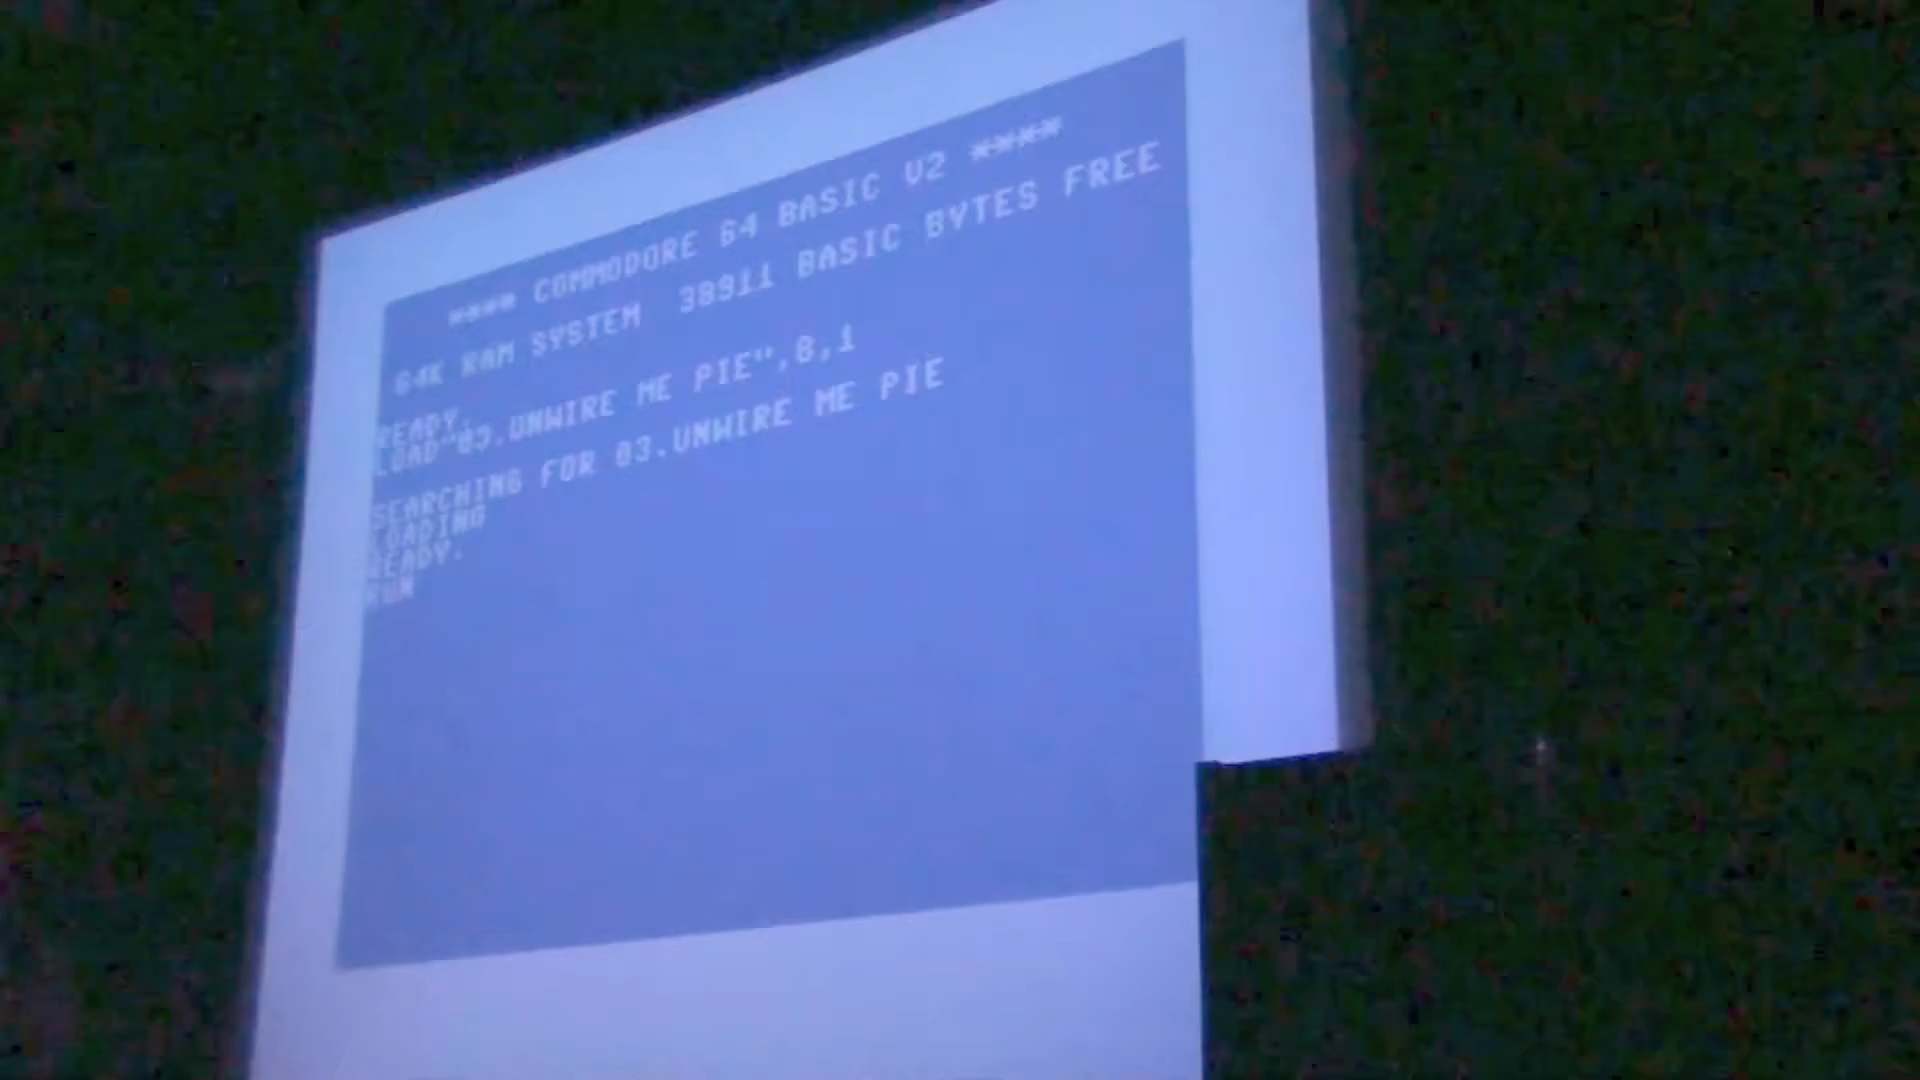 **** COMMODORE 64 BASIC V2 ****
64K RAM SYSTEM 38911 BASIC BYTES FREE
READY.
LOAD"03.UNWIRE ME PIE",8,1
SEARCHING FOR 03.UNWIRE ME PIE
LOADING
READY.
RUN